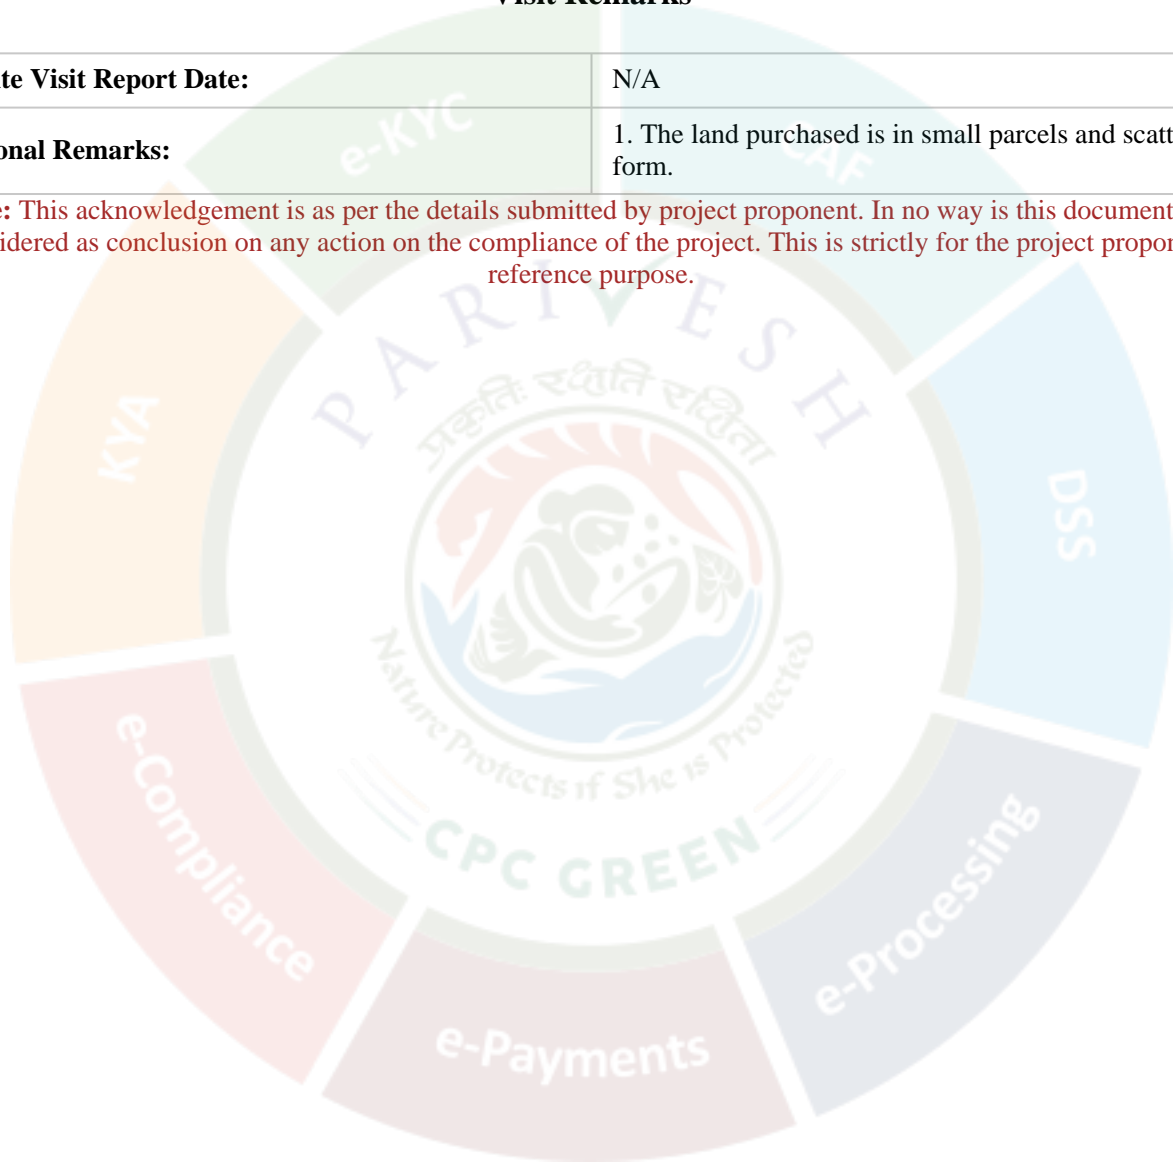 Visit Remarks
te Visit Report Date: N/A
onal Remarks: 1. The land purchased is in small parcels and scatt
form.
: This acknowledgement is as per the details submitted by project proponent. In no way is this document
idered as conclusion on any action on the compliance of the project. This is strictly for the project propon
reference purpose.
e-KYC
CAF
KYA
DSS
PARIVESH
प्रकृतिः रक्षति रक्षिता
Nature Protects if She is Protected
CPC GREEN
e-Compliance
e-Processing
e-Payments